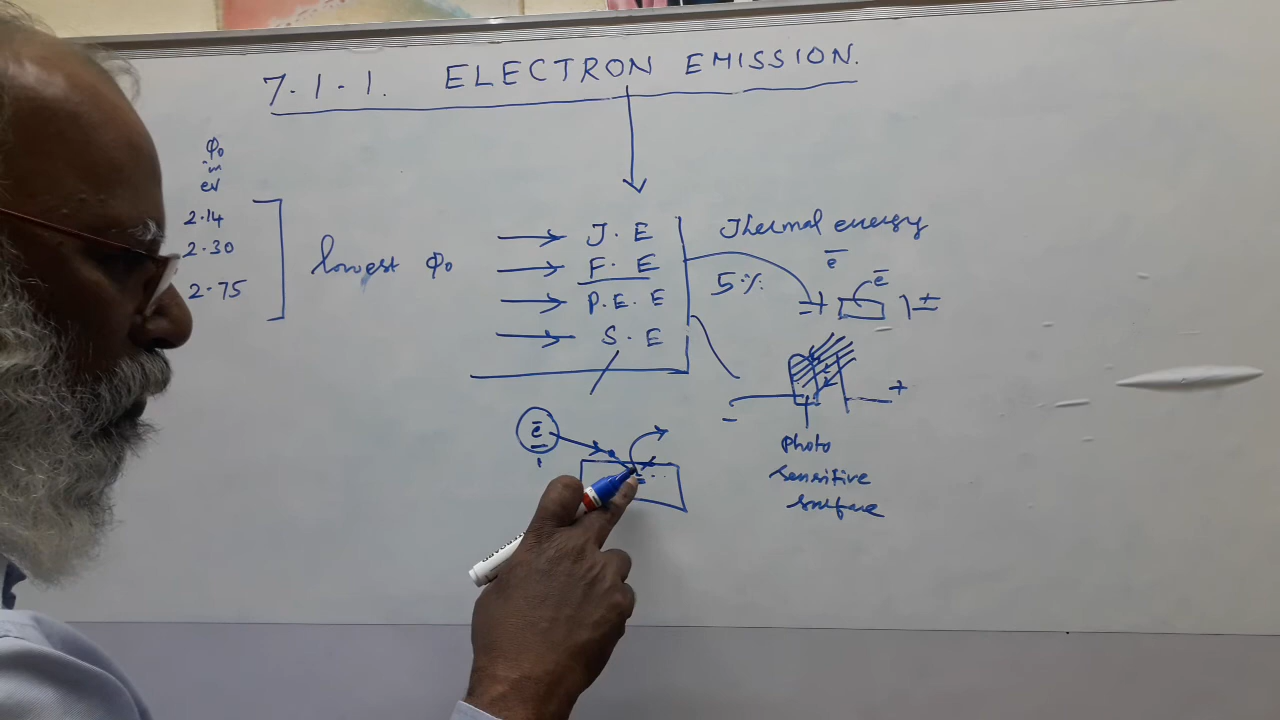 7.1.1. ELECTRON EMISSION.
φ₀
in
eV
2.14
2.30
2.75
lowest φ₀
J. E
F. E
P. E. E
S. E
Thermal energy
e̅
5%
e̅
− +
+
−
+
Photo
sensitive
surface
e̅